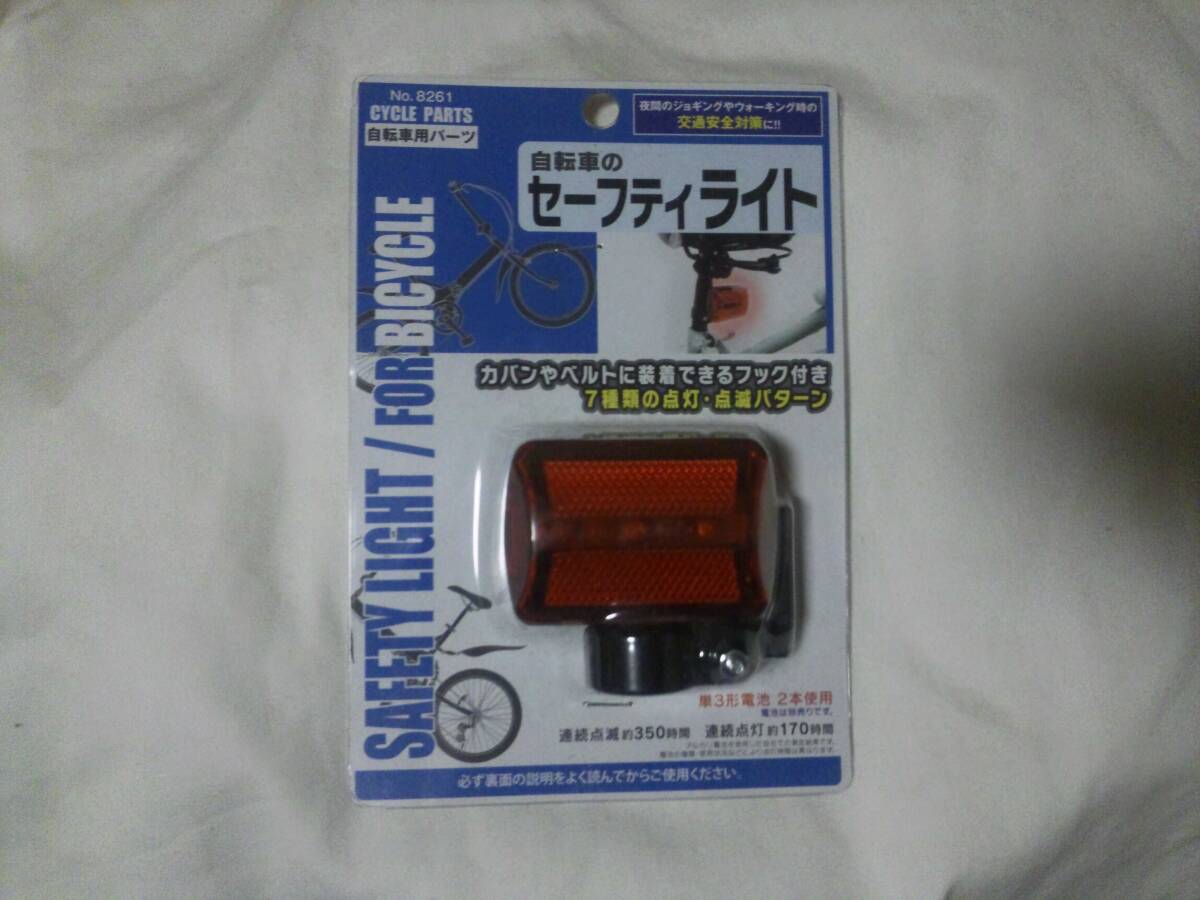 No.8261
CYCLE PARTS
自転車用パーツ
夜間のジョギングやウォーキング時の
交通安全対策に!!
自転車の
セーフティライト
SAFETY LIGHT / FOR BICYCLE
カバンやベルトに装着できるフック付き
7種類の点灯・点滅パターン
単3形電池 2本使用
電池は別売りです。
連続点滅 約350時間 連続点灯 約170時間
必ず裏面の説明をよく読んでからご使用ください。